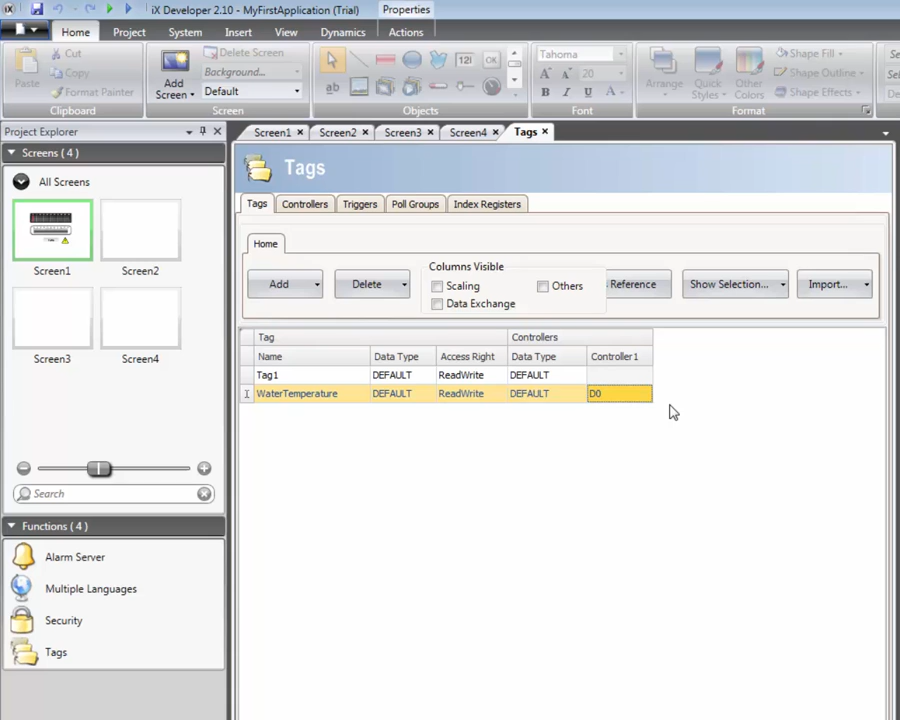 iX Developer 2.10 - MyFirstApplication (Trial)
Properties
Home
Project
System
Insert
View
Dynamics
Actions
Paste
Cut
Copy
Format Painter
Clipboard
Add
Screen
Delete Screen
Background...
Default
Screen
ab
123
OK
Objects
Tahoma
A A 20
B I U A
Font
Arrange
Quick
Styles
Other
Colors
Shape Fill
Shape Outline
Shape Effects
Format
Project Explorer
Screen1
Screen2
Screen3
Screen4
Tags
Screens ( 4 )
All Screens
Screen1
Screen2
Screen3
Screen4
Search
Functions ( 4 )
Alarm Server
Multiple Languages
Security
Tags
Tags
Tags
Controllers
Triggers
Poll Groups
Index Registers
Home
Add
Delete
Columns Visible
Scaling
Others
Data Exchange
Reference
Show Selection...
Import...
Tag
Controllers
Name
Data Type
Access Right
Data Type
Controller1
Tag1
DEFAULT
ReadWrite
DEFAULT
WaterTemperature
DEFAULT
ReadWrite
DEFAULT
D0